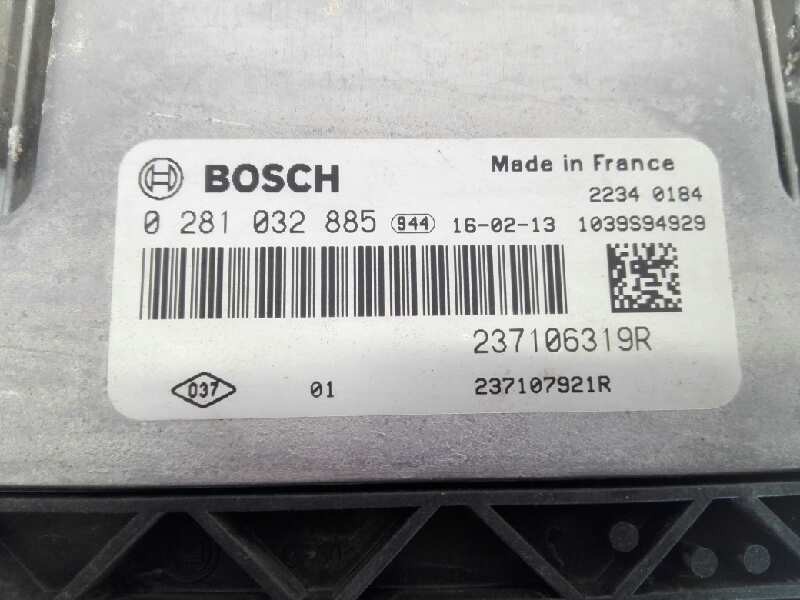 BOSCH
Made in France
2234 0184
0 281 032 885 944 16-02-13 1039S94929
237106319R
037 01 237107921R